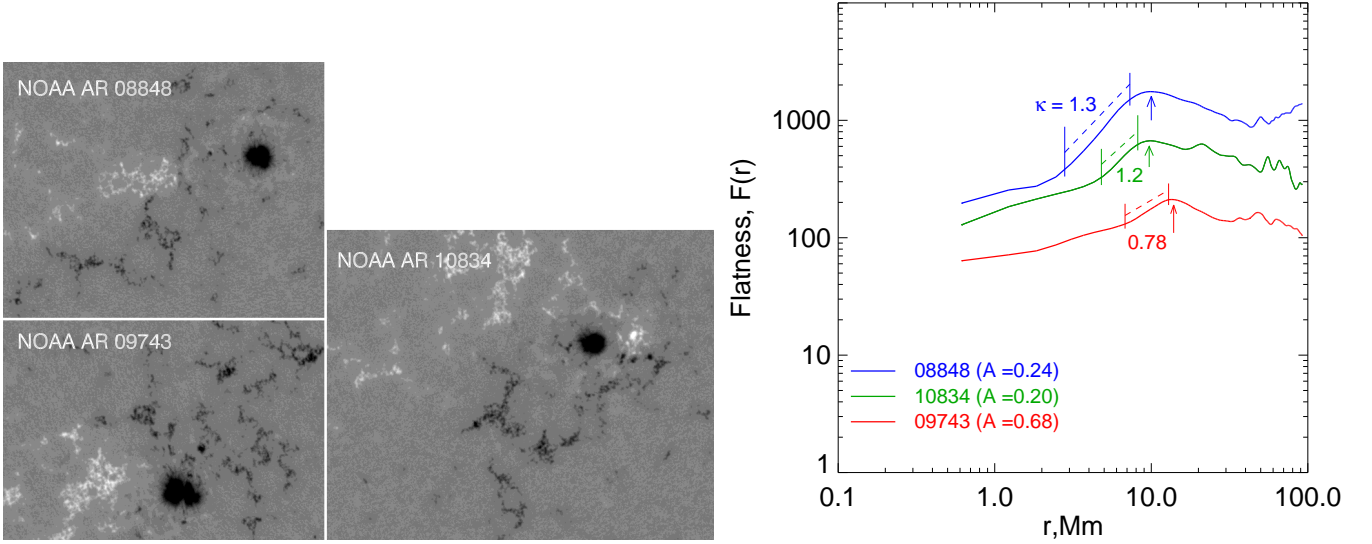 NOAA AR 08848
NOAA AR 09743
NOAA AR 10834
Flatness, F(r)
1000
100
10
1
κ = 1.3
1.2
0.78
08848 (A =0.24)
10834 (A =0.20)
09743 (A =0.68)
0.1
1.0
10.0
100.0
r,Mm